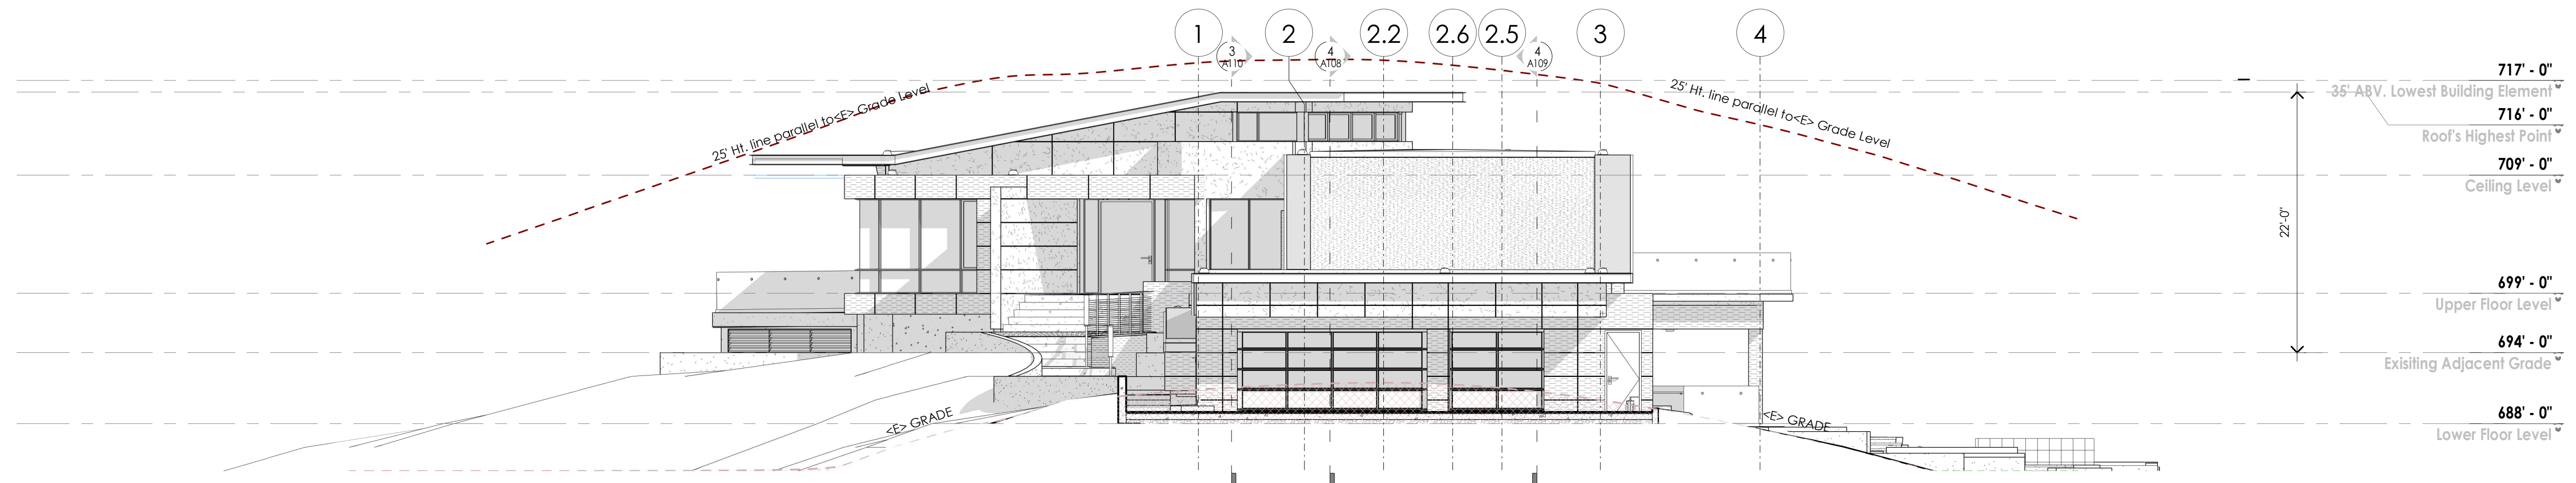 1
2
2.2
2.6
2.5
3
4
3
A110
4
A108
4
A109
25' Ht. line parallel to<E> Grade Level
25' Ht. line parallel to<E> Grade Level
717' - 0"
35' ABV. Lowest Building Element
716' - 0"
Roof's Highest Point
709' - 0"
Ceiling Level
22'-0"
699' - 0"
Upper Floor Level
694' - 0"
Exisiting Adjacent Grade
688' - 0"
Lower Floor Level
<E> GRADE
<E> GRADE